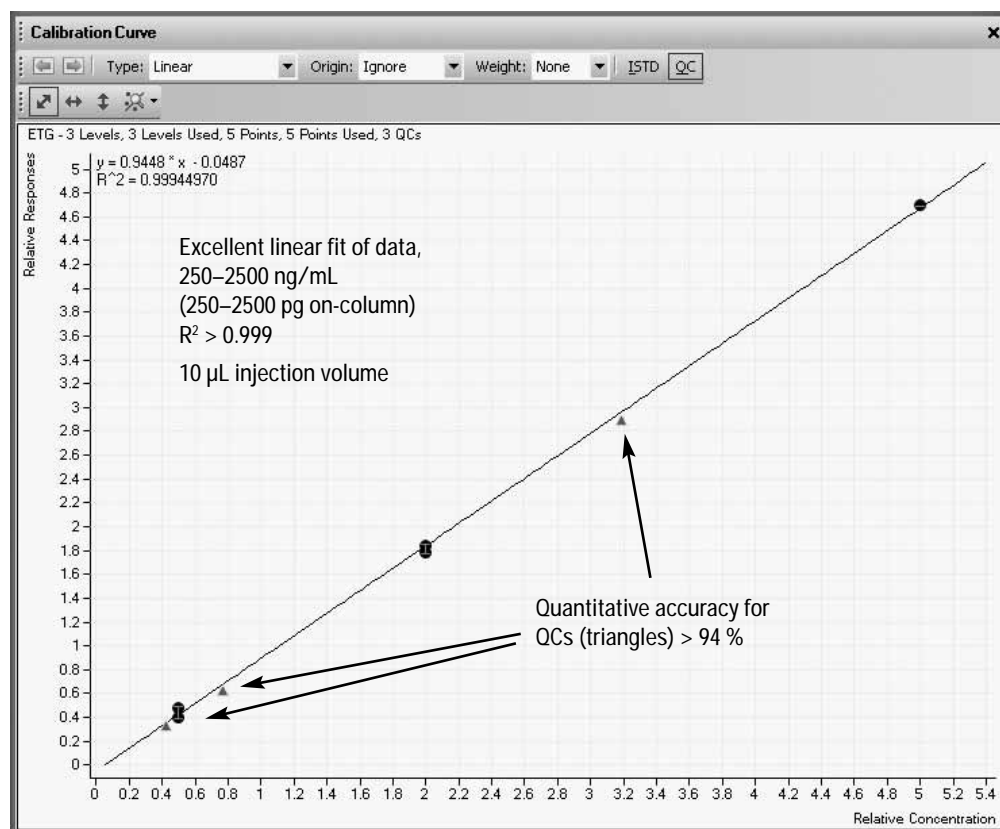 Calibration Curve
Type: Linear Origin: Ignore Weight: None ISTD QC
ETG - 3 Levels, 3 Levels Used, 5 Points, 5 Points Used, 3 QCs
y = 0.9448 * x - 0.0487
R^2 = 0.99944970
Relative Responses
5
4.8
4.6
4.4
4.2
4
3.8
3.6
3.4
3.2
3
2.8
2.6
2.4
2.2
2
1.8
1.6
1.4
1.2
1
0.8
0.6
0.4
0.2
0
Excellent linear fit of data,
250–2500 ng/mL
(250–2500 pg on-column)
R² > 0.999
10 µL injection volume
Quantitative accuracy for
QCs (triangles) > 94 %
0 0.2 0.4 0.6 0.8 1 1.2 1.4 1.6 1.8 2 2.2 2.4 2.6 2.8 3 3.2 3.4 3.6 3.8 4 4.2 4.4 4.6 4.8 5 5.2 5.4
Relative Concentration